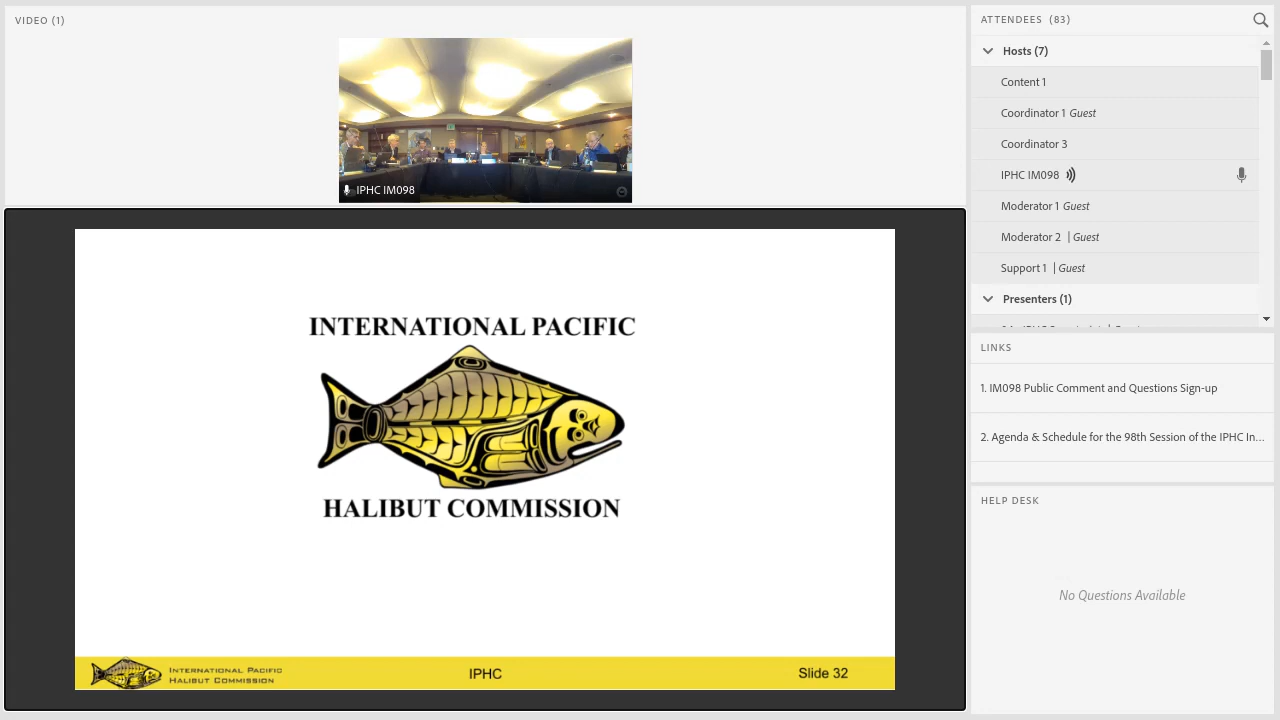 VIDEO (1)
IPHC IM098
INTERNATIONAL PACIFIC
HALIBUT COMMISSION
INTERNATIONAL PACIFIC
HALIBUT COMMISSION
IPHC
Slide 32
ATTENDEES (83)
Hosts (7)
Content 1
Coordinator 1 Guest
Coordinator 3
IPHC IM098
Moderator 1 Guest
Moderator 2 | Guest
Support 1 | Guest
Presenters (1)
LINKS
1. IM098 Public Comment and Questions Sign-up
2. Agenda & Schedule for the 98th Session of the IPHC In...
HELP DESK
No Questions Available